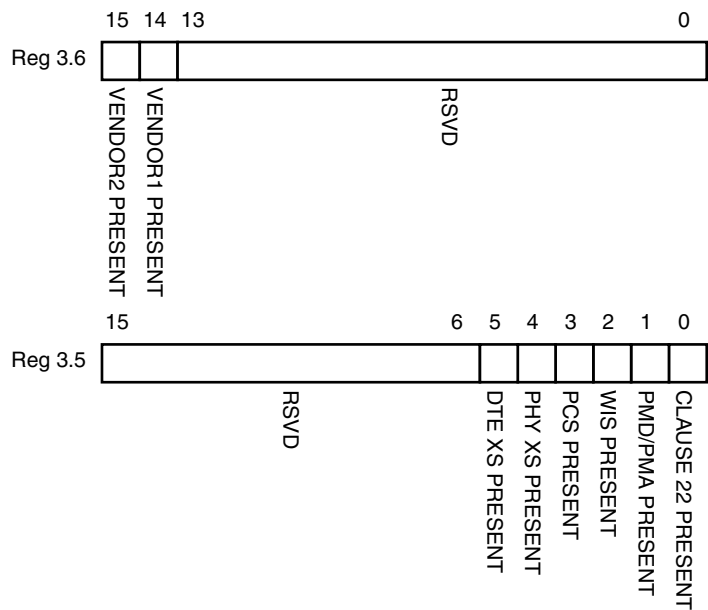 15 14 13 0
Reg 3.6
VENDOR2 PRESENT
VENDOR1 PRESENT
RSVD
15 6 5 4 3 2 1 0
Reg 3.5
RSVD
DTE XS PRESENT
PHY XS PRESENT
PCS PRESENT
WIS PRESENT
PMD/PMA PRESENT
CLAUSE 22 PRESENT